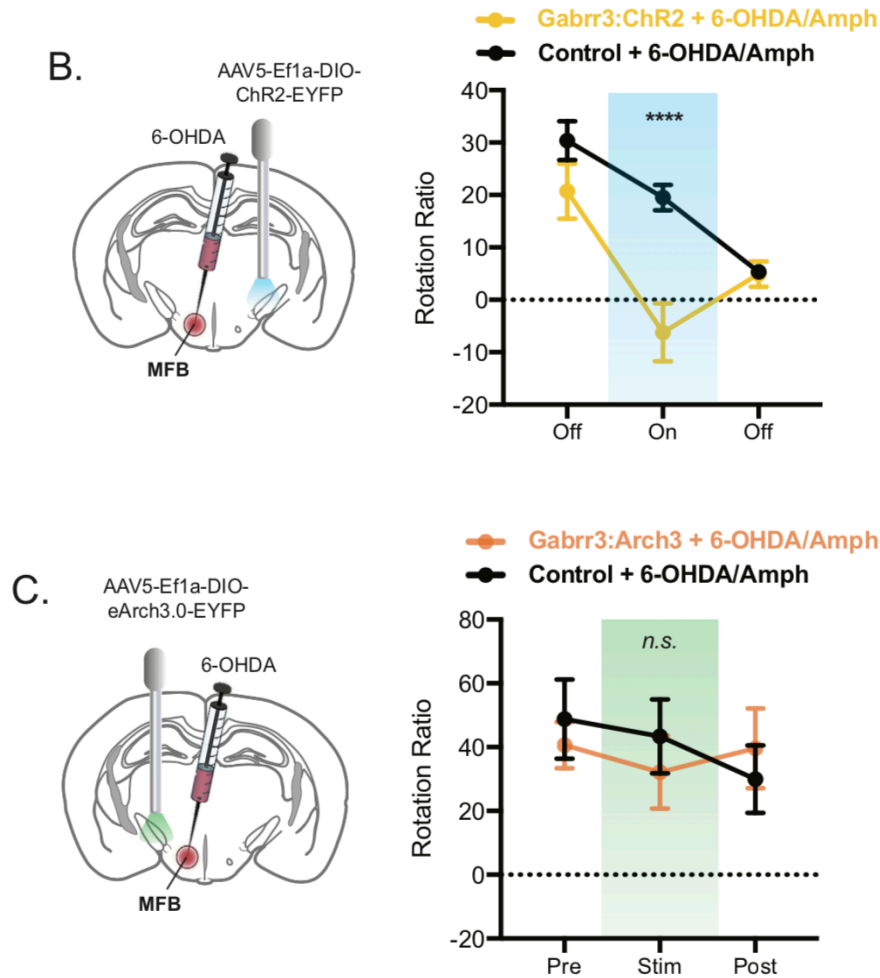 B.
AAV5-Ef1a-DIO-
ChR2-EYFP
6-OHDA
MFB
Gabrr3:ChR2 + 6-OHDA/Amph
Control + 6-OHDA/Amph
Rotation Ratio
40
30
20
10
0
-10
-20
****
Off
On
Off
C.
AAV5-Ef1a-DIO-
eArch3.0-EYFP
6-OHDA
MFB
Gabrr3:Arch3 + 6-OHDA/Amph
Control + 6-OHDA/Amph
Rotation Ratio
80
60
40
20
0
-20
n.s.
Pre
Stim
Post